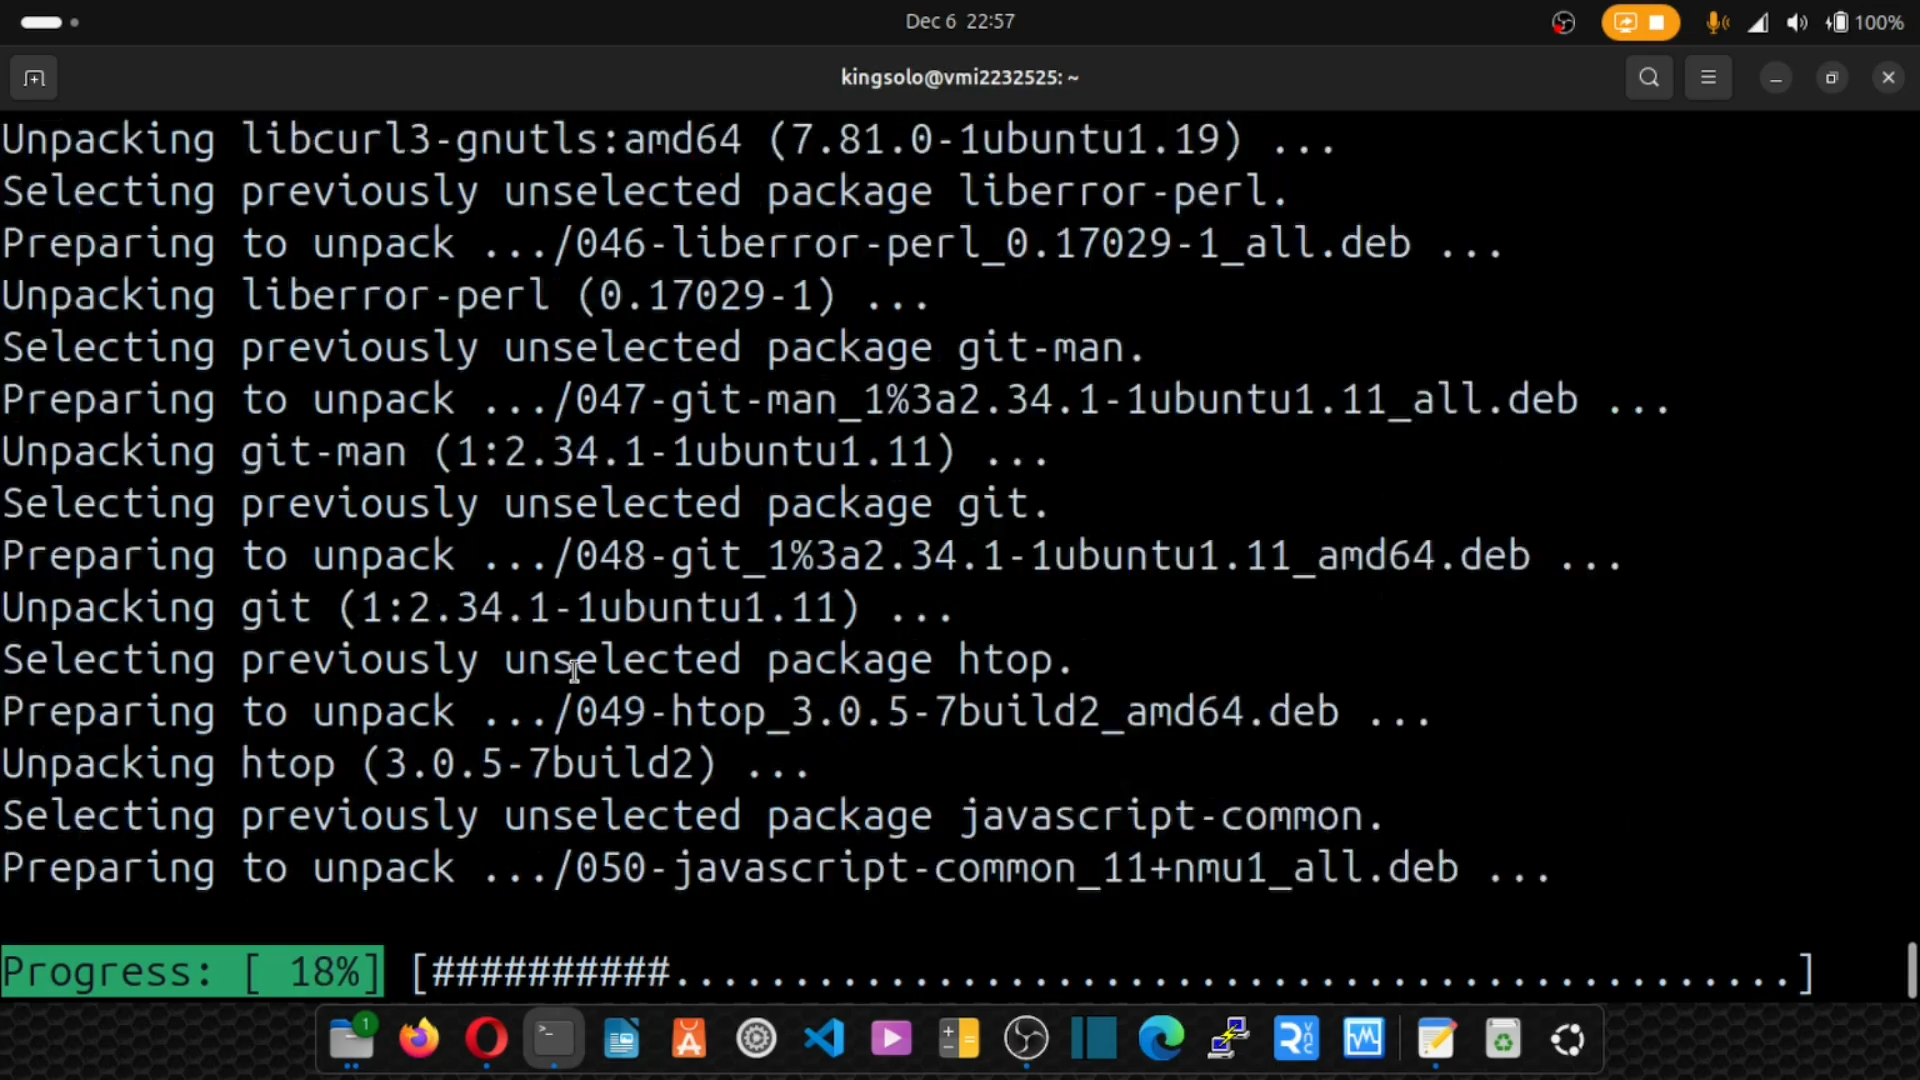 Dec 6 22:57
100%
kingsolo@vmi2232525: ~
Unpacking libcurl3-gnutls:amd64 (7.81.0-1ubuntu1.19) ...
Selecting previously unselected package liberror-perl.
Preparing to unpack .../046-liberror-perl_0.17029-1_all.deb ...
Unpacking liberror-perl (0.17029-1) ...
Selecting previously unselected package git-man.
Preparing to unpack .../047-git-man_1%3a2.34.1-1ubuntu1.11_all.deb ...
Unpacking git-man (1:2.34.1-1ubuntu1.11) ...
Selecting previously unselected package git.
Preparing to unpack .../048-git_1%3a2.34.1-1ubuntu1.11_amd64.deb ...
Unpacking git (1:2.34.1-1ubuntu1.11) ...
Selecting previously unselected package htop.
Preparing to unpack .../049-htop_3.0.5-7build2_amd64.deb ...
Unpacking htop (3.0.5-7build2) ...
Selecting previously unselected package javascript-common.
Preparing to unpack .../050-javascript-common_11+nmu1_all.deb ...
Progress: [ 18%] [##########...............................................]
1